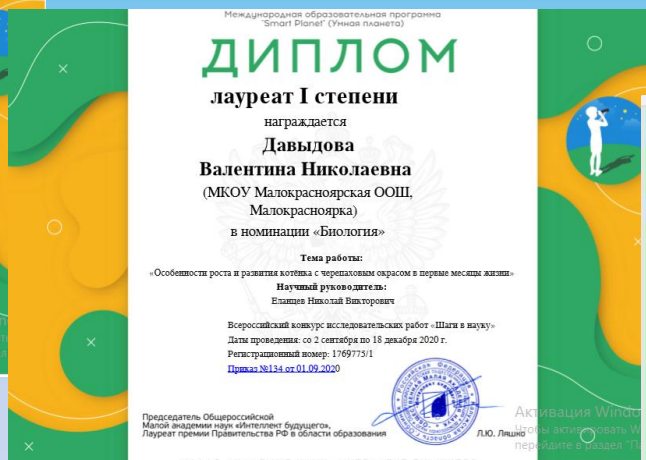 Международная образовательная программа
"Smart Planet" (Умная планета)
ДИПЛОМ
лауреат I степени
награждается
Давыдова
Валентина Николаевна
(МКОУ Малокрасноярская ООШ,
Малокрасноярка)
в номинации «Биология»
Тема работы:
«Особенности роста и развития котёнка с черепаховым окрасом в первые месяцы жизни»
Научный руководитель:
Еланцев Николай Викторович
Всероссийский конкурс исследовательских работ «Шаги в науку»
Даты проведения: со 2 сентября по 18 декабря 2020 г.
Регистрационный номер: 1769775/1
Приказ №134 от 01.09.2020
Председатель Общероссийской
Малой академии наук «Интеллект будущего»,
Лауреат премии Правительства РФ в области образования
Л.Ю. Ляшко
Активация Windo
Чтобы активировать W
перейдите в раздел "П